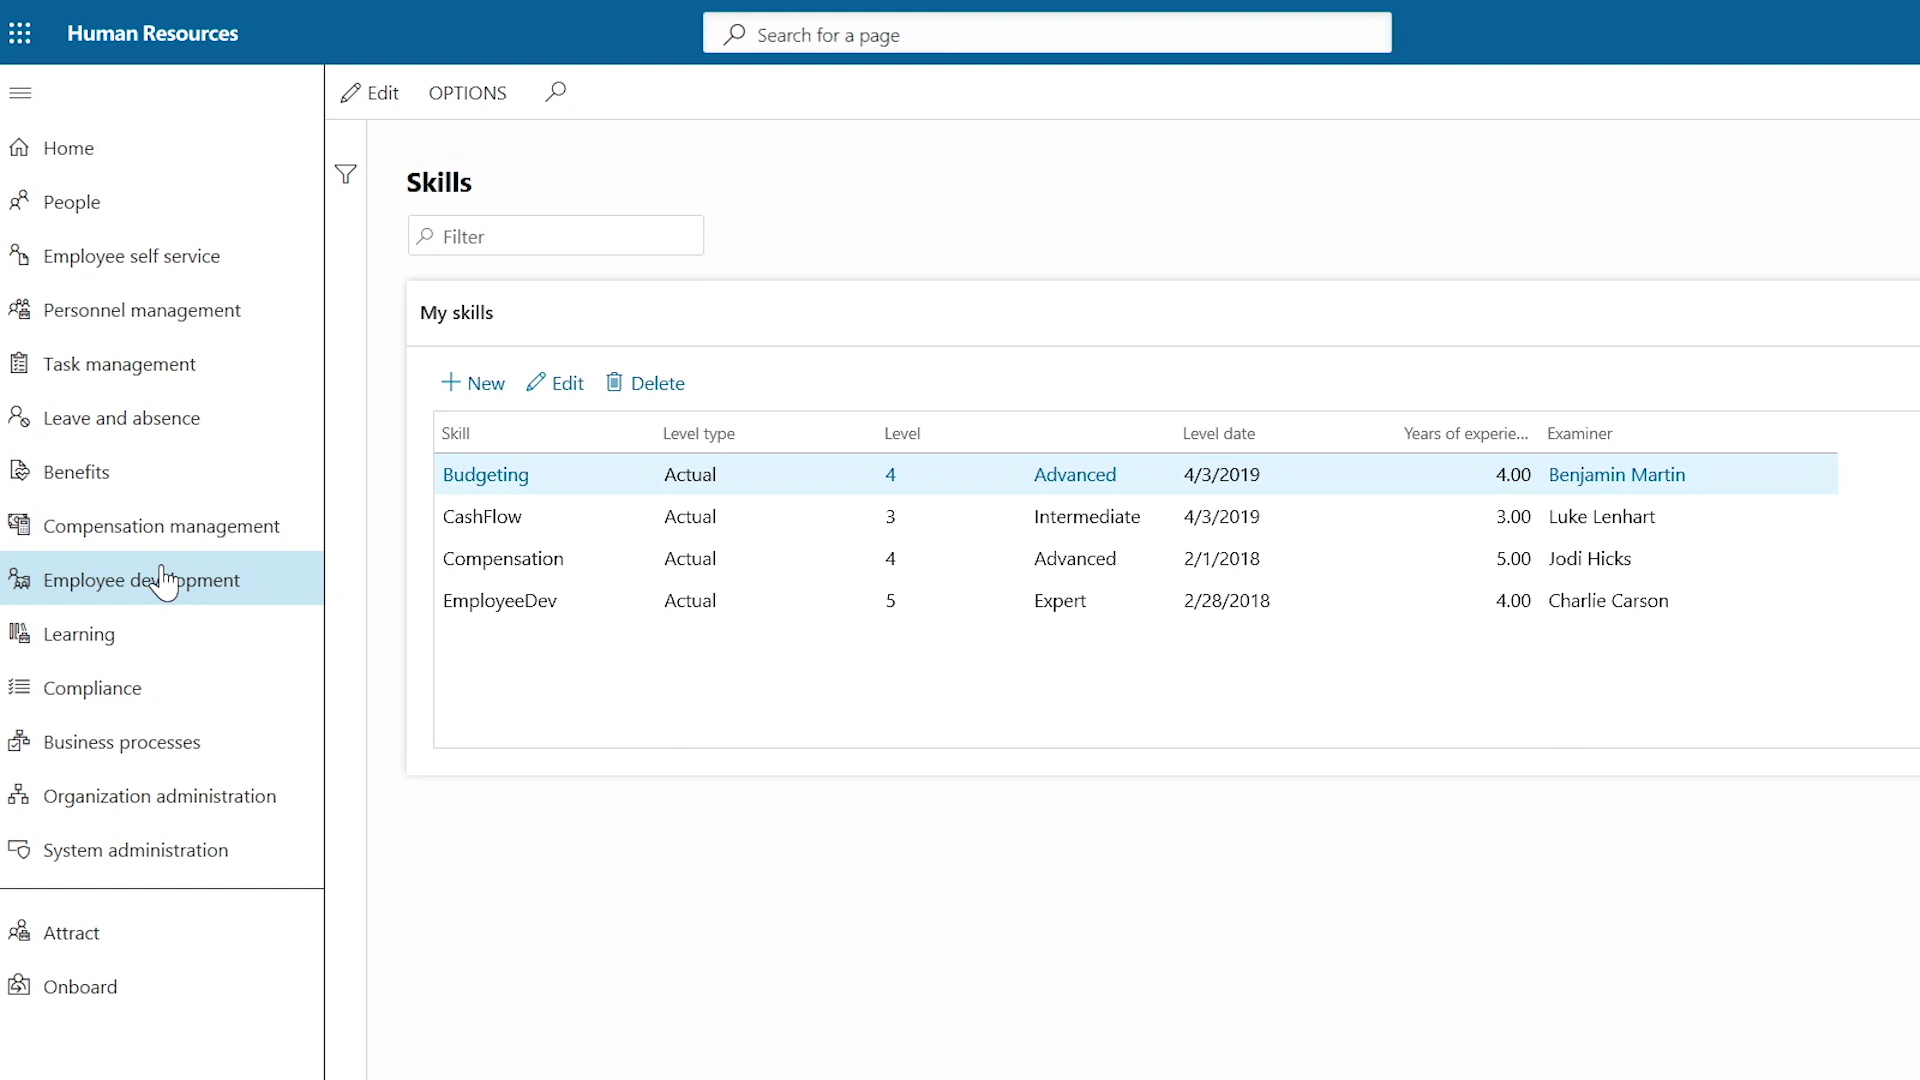 Human Resources
Search for a page
Edit OPTIONS
Home
People
Employee self service
Personnel management
Task management
Leave and absence
Benefits
Compensation management
Employee development
Learning
Compliance
Business processes
Organization administration
System administration
Attract
Onboard
Skills
Filter
My skills
New Edit Delete
Skill Level type Level Level date Years of experie... Examiner
Budgeting Actual 4 Advanced 4/3/2019 4.00 Benjamin Martin
CashFlow Actual 3 Intermediate 4/3/2019 3.00 Luke Lenhart
Compensation Actual 4 Advanced 2/1/2018 5.00 Jodi Hicks
EmployeeDev Actual 5 Expert 2/28/2018 4.00 Charlie Carson